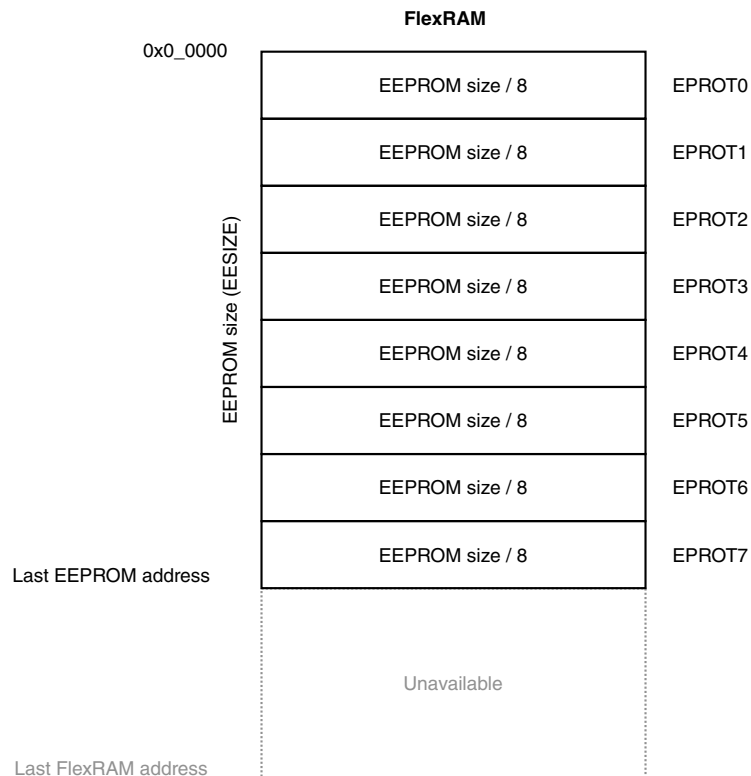 FlexRAM
0x0_0000
EEPROM size / 8 EPROT0
EEPROM size / 8 EPROT1
EEPROM size / 8 EPROT2
EEPROM size (EESIZE)
EEPROM size / 8 EPROT3
EEPROM size / 8 EPROT4
EEPROM size / 8 EPROT5
EEPROM size / 8 EPROT6
EEPROM size / 8 EPROT7
Last EEPROM address
Unavailable
Last FlexRAM address